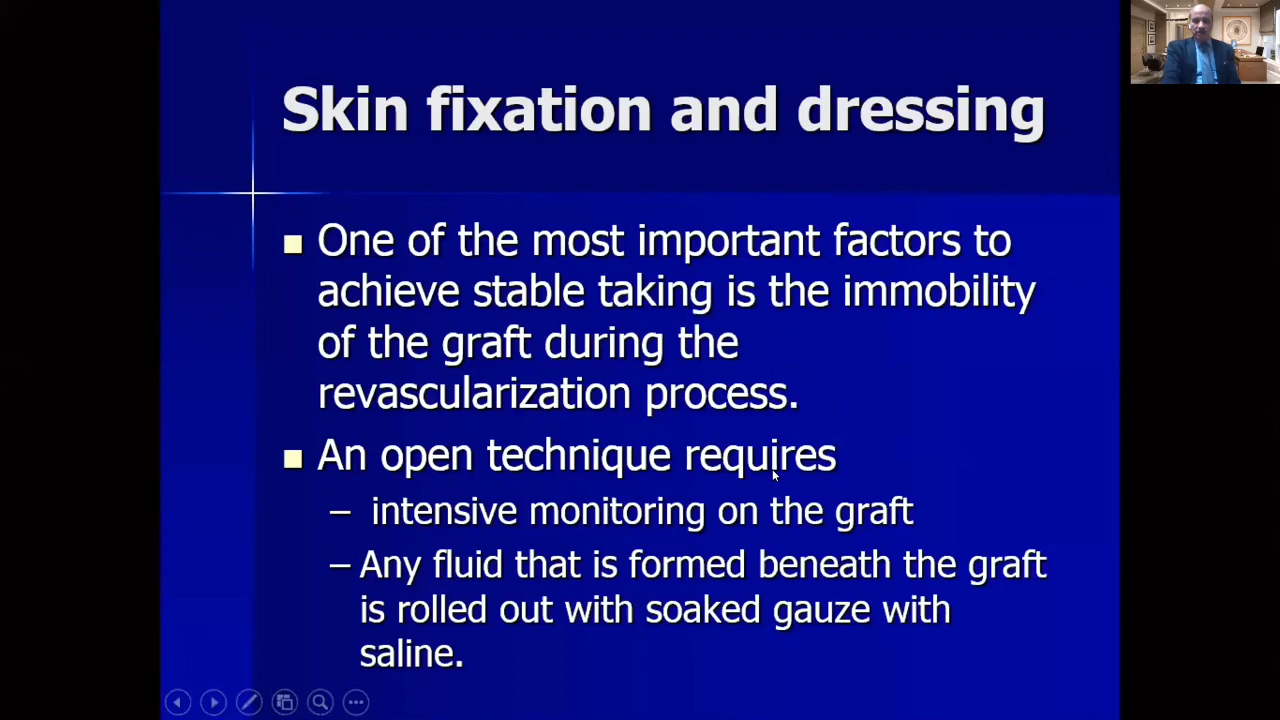 Skin fixation and dressing
One of the most important factors to
achieve stable taking is the immobility
of the graft during the
revascularization process.
An open technique requires
– intensive monitoring on the graft
– Any fluid that is formed beneath the graft
is rolled out with soaked gauze with
saline.